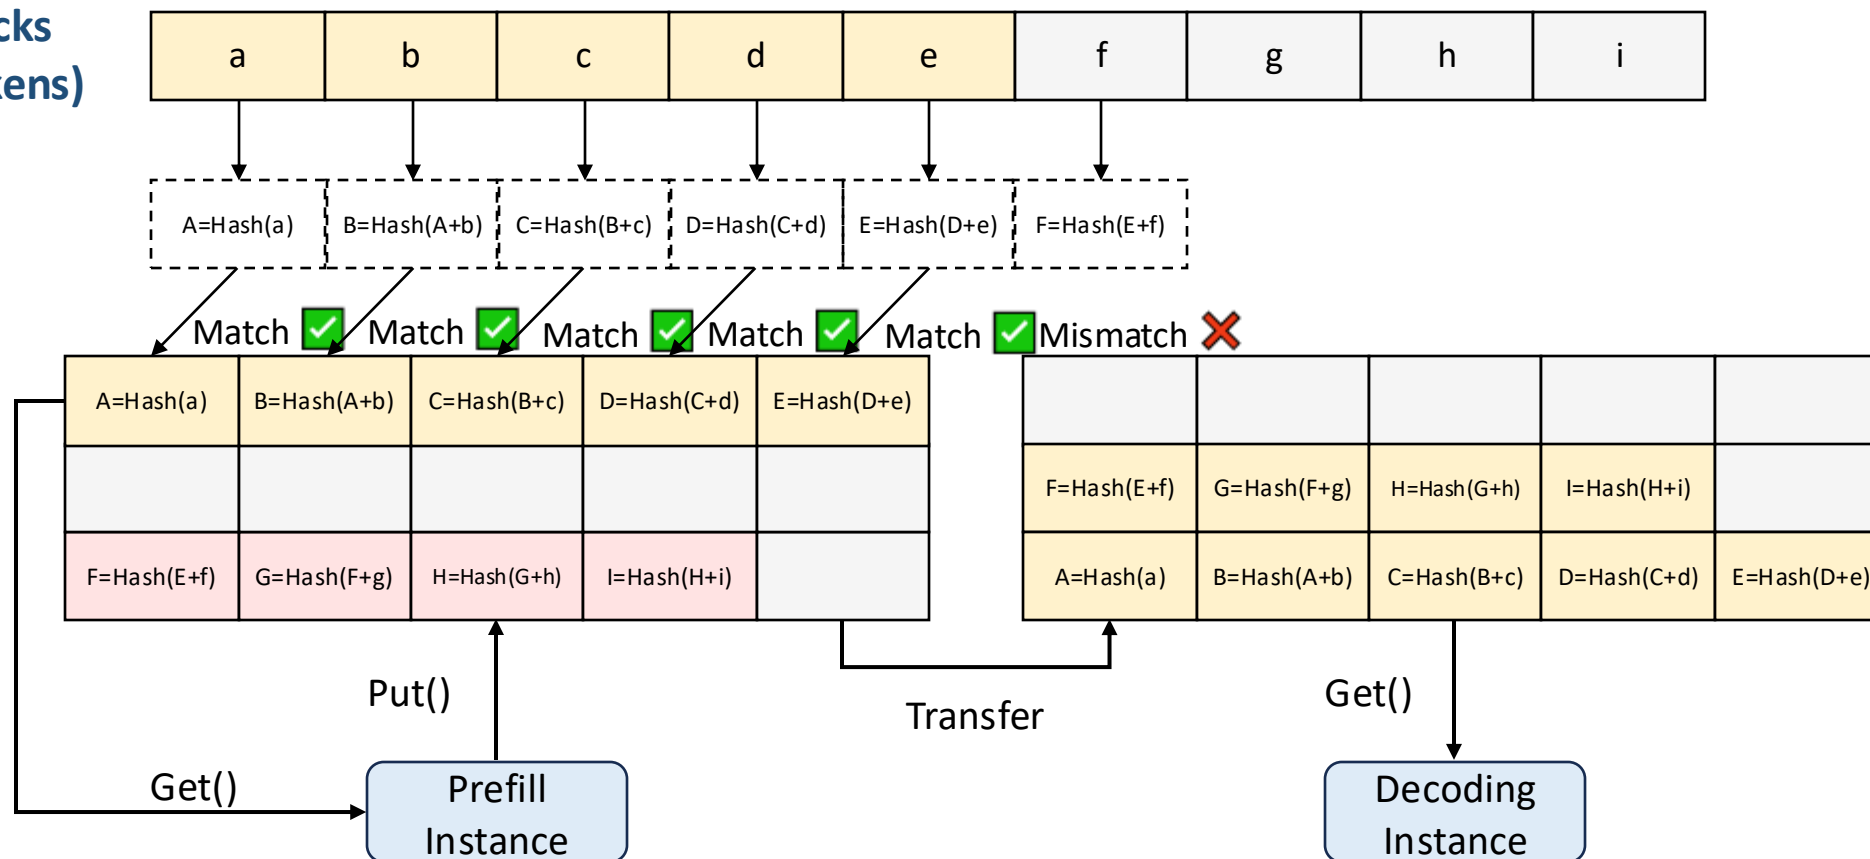 cks
kens)
a b c d e f g h i
A=Hash(a) B=Hash(A+b) C=Hash(B+c) D=Hash(C+d) E=Hash(D+e) F=Hash(E+f)
Match Match Match Match Match Mismatch
A=Hash(a) B=Hash(A+b) C=Hash(B+c) D=Hash(C+d) E=Hash(D+e)
F=Hash(E+f) G=Hash(F+g) H=Hash(G+h) I=Hash(H+i)
F=Hash(E+f) G=Hash(F+g) H=Hash(G+h) I=Hash(H+i)
A=Hash(a) B=Hash(A+b) C=Hash(B+c) D=Hash(C+d) E=Hash(D+e)
Put()
Transfer
Get()
Get()
Prefill
Instance
Decoding
Instance